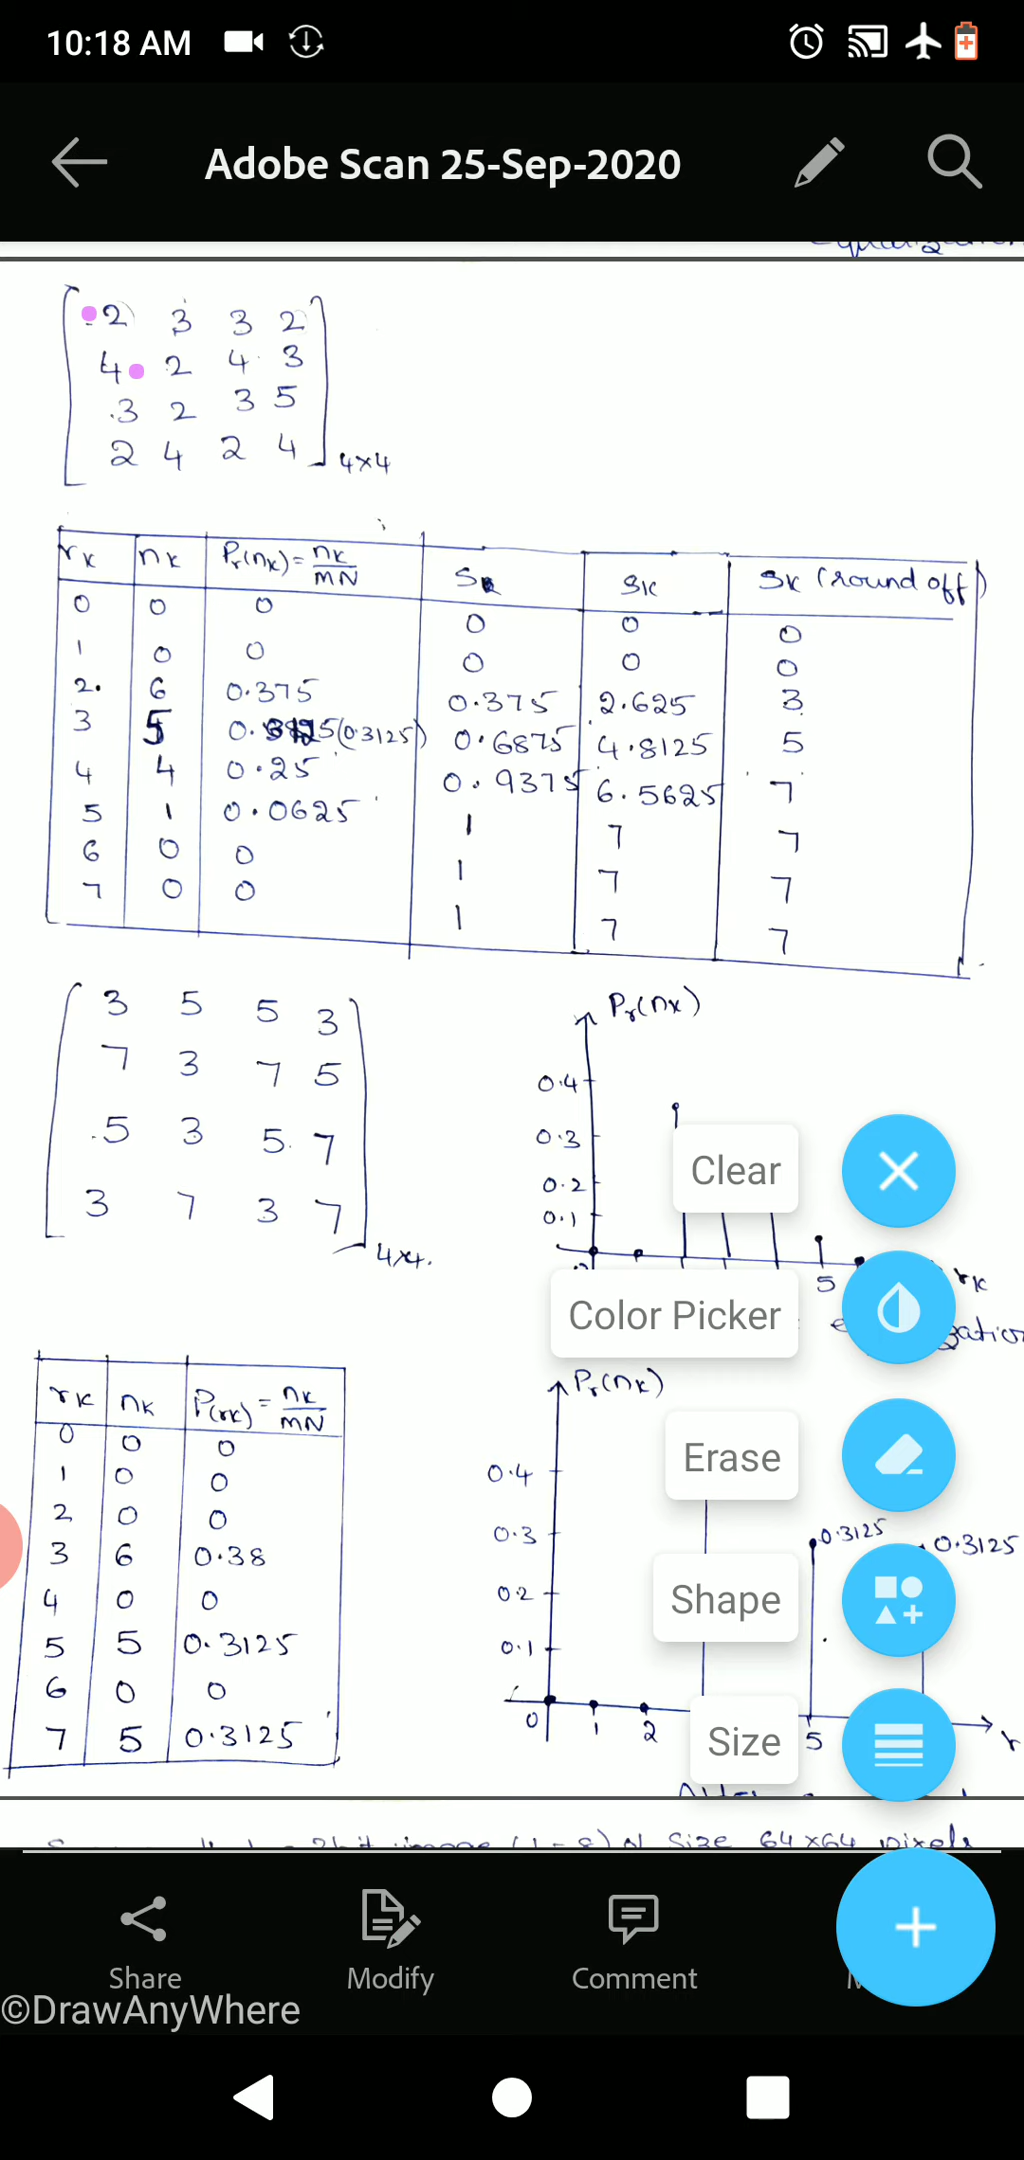 10:18 AM
Adobe Scan 25-Sep-2020
2 3 3 2
4 2 4 3
3 2 3 5
2 4 2 4
4×4
rk nk Pr(nk) = nk/MN Sk Sk Sk (round off)
0 0 0 0 0 0
1 0 0 0 0 0
2. 6 0.375 0.375 2.625 3
3 5 (0.3125) 0.6875 4.8125 5
4 4 0.25 0.9375 6.5625 7
5 1 0.0625 1 7 7
6 0 0 1 7 7
7 0 0 1 7 7
3 5 5 3
7 3 7 5
.5 3 5. 7
3 7 3 7
4×4.
Pr(nk)
0.4
0.3
0.2
0.1
5
rk
Clear
Color Picker
rk nk P(rk) = nk/MN
0 0 0
1 0 0
2 0 0
3 6 0.38
4 0 0
5 5 0.3125
6 0 0
7 5 0.3125
Pr(nk)
0.4
0.3
0.2
0.1
0 1 2 5 r
0.3125
0.3125
Erase
Shape
Size
size 64×64 pixels
Share
Modify
Comment
©DrawAnyWhere